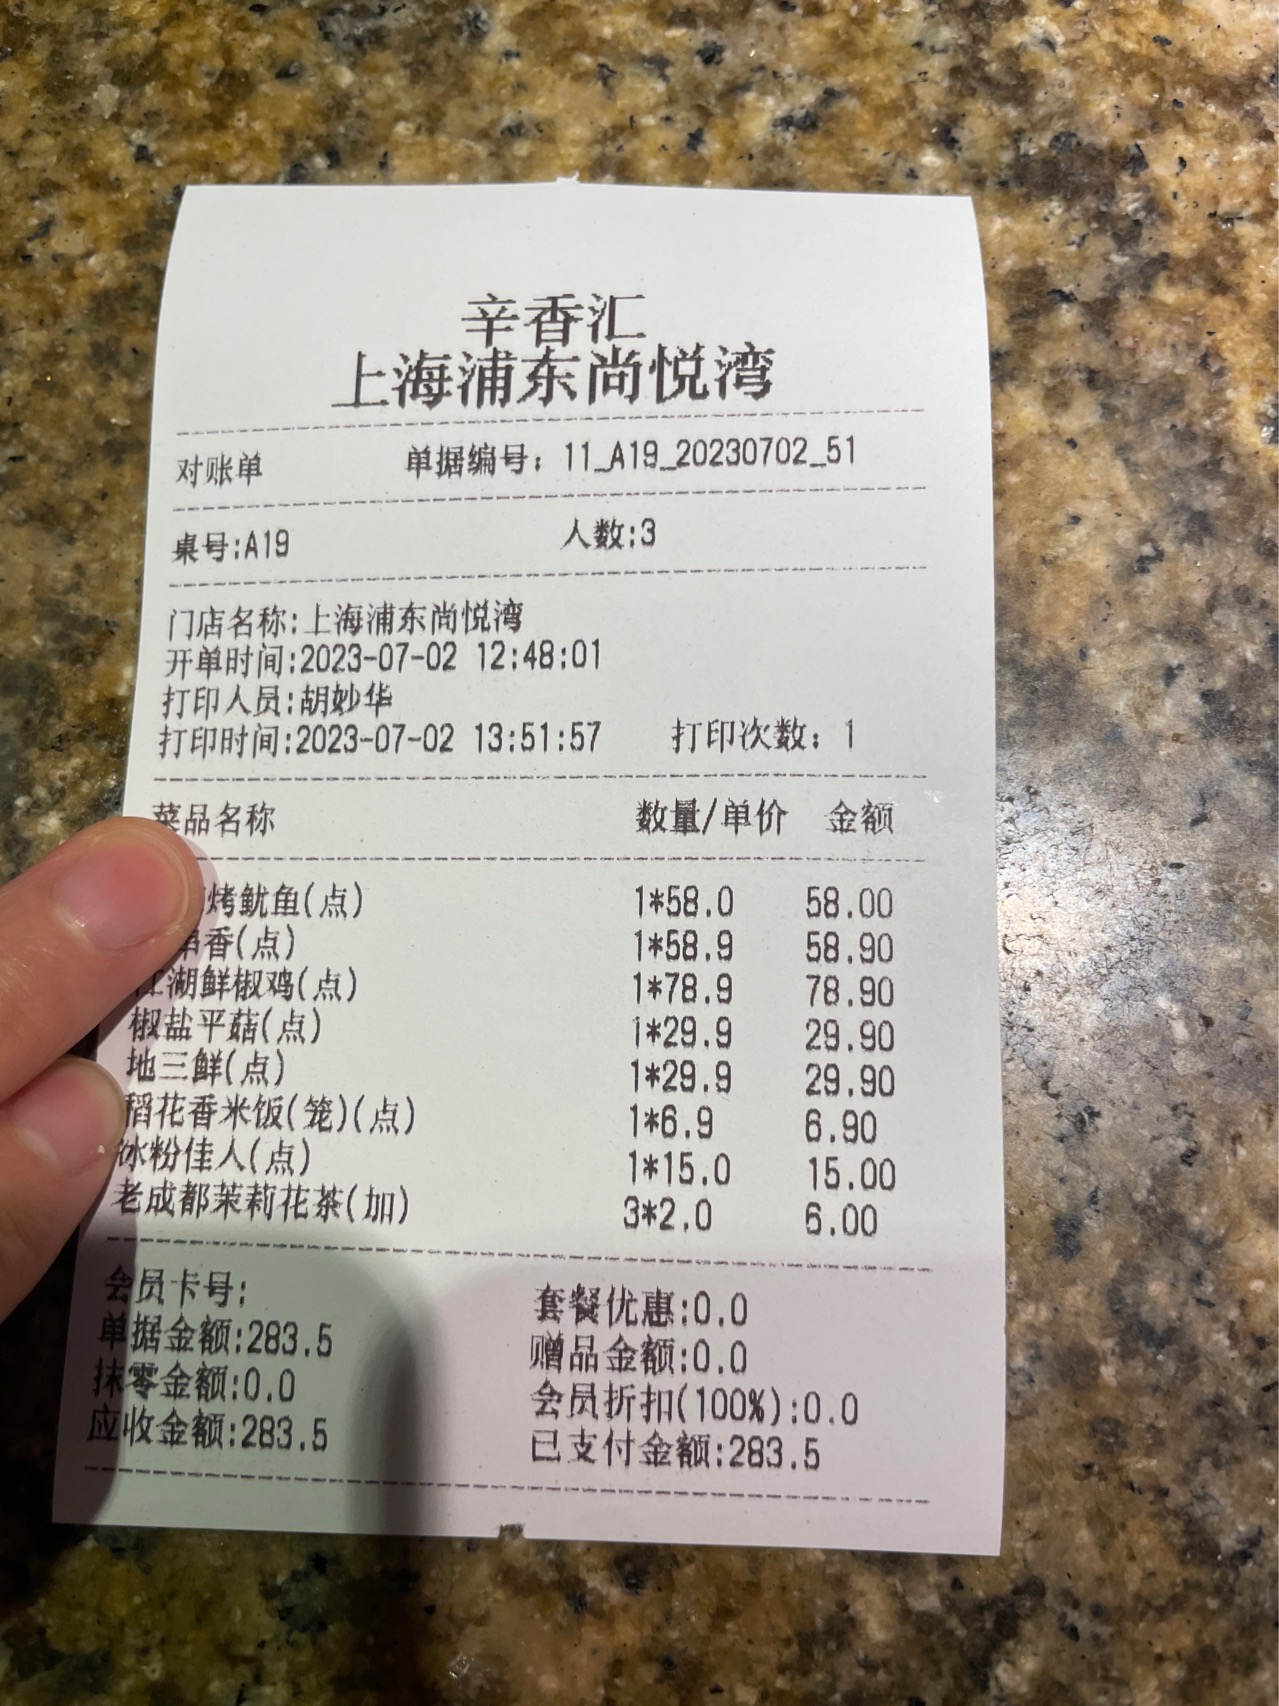 辛香汇
上海浦东尚悦湾
对账单 单据编号：11_A19_20230702_51
桌号:A19 人数:3
门店名称:上海浦东尚悦湾
开单时间:2023-07-02 12:48:01
打印人员:胡妙华
打印时间:2023-07-02 13:51:57 打印次数：1
菜品名称 数量/单价 金额
烤鱿鱼(点) 1*58.0 58.00
香(点) 1*58.9 58.90
江湖鲜椒鸡(点) 1*78.9 78.90
椒盐平菇(点) 1*29.9 29.90
地三鲜(点) 1*29.9 29.90
稻花香米饭(笼)(点) 1*6.9 6.90
冰粉佳人(点) 1*15.0 15.00
老成都茉莉花茶(加) 3*2.0 6.00
会员卡号: 套餐优惠:0.0
单据金额:283.5 赠品金额:0.0
抹零金额:0.0 会员折扣(100%):0.0
应收金额:283.5 已支付金额:283.5